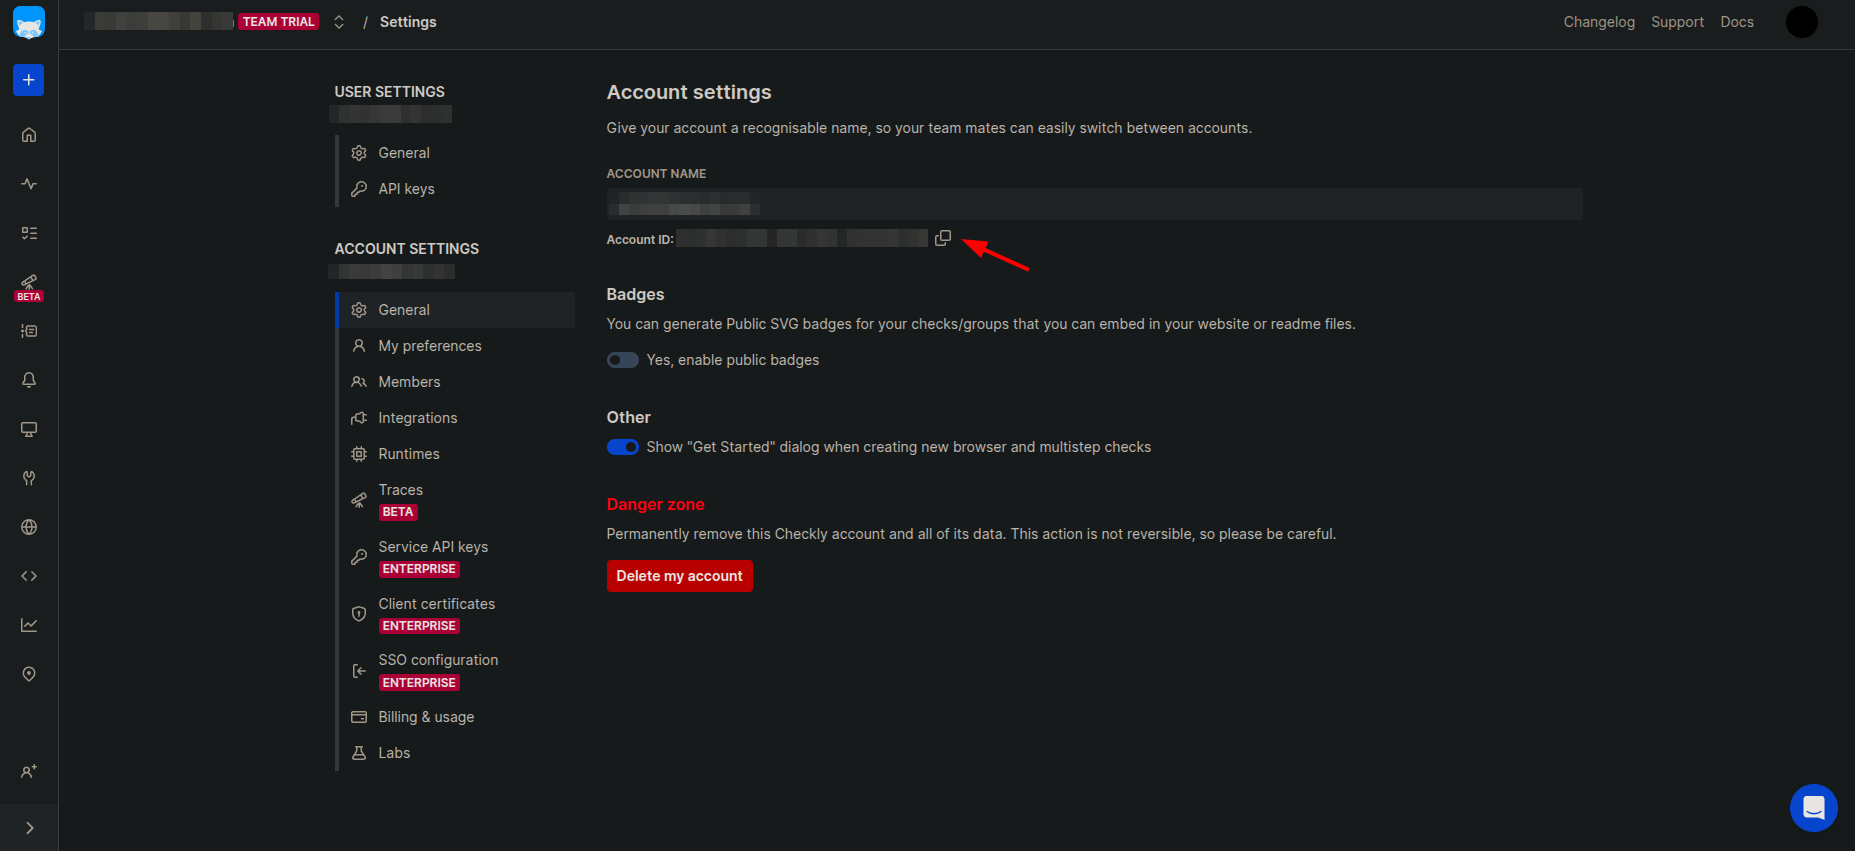 TEAM TRIAL
/ Settings
Changelog Support Docs
BETA
USER SETTINGS
General
API keys
ACCOUNT SETTINGS
General
My preferences
Members
Integrations
Runtimes
Traces
BETA
Service API keys
ENTERPRISE
Client certificates
ENTERPRISE
SSO configuration
ENTERPRISE
Billing & usage
Labs
Account settings
Give your account a recognisable name, so your team mates can easily switch between accounts.
ACCOUNT NAME
Account ID:
Badges
You can generate Public SVG badges for your checks/groups that you can embed in your website or readme files.
Yes, enable public badges
Other
Show "Get Started" dialog when creating new browser and multistep checks
Danger zone
Permanently remove this Checkly account and all of its data. This action is not reversible, so please be careful.
Delete my account